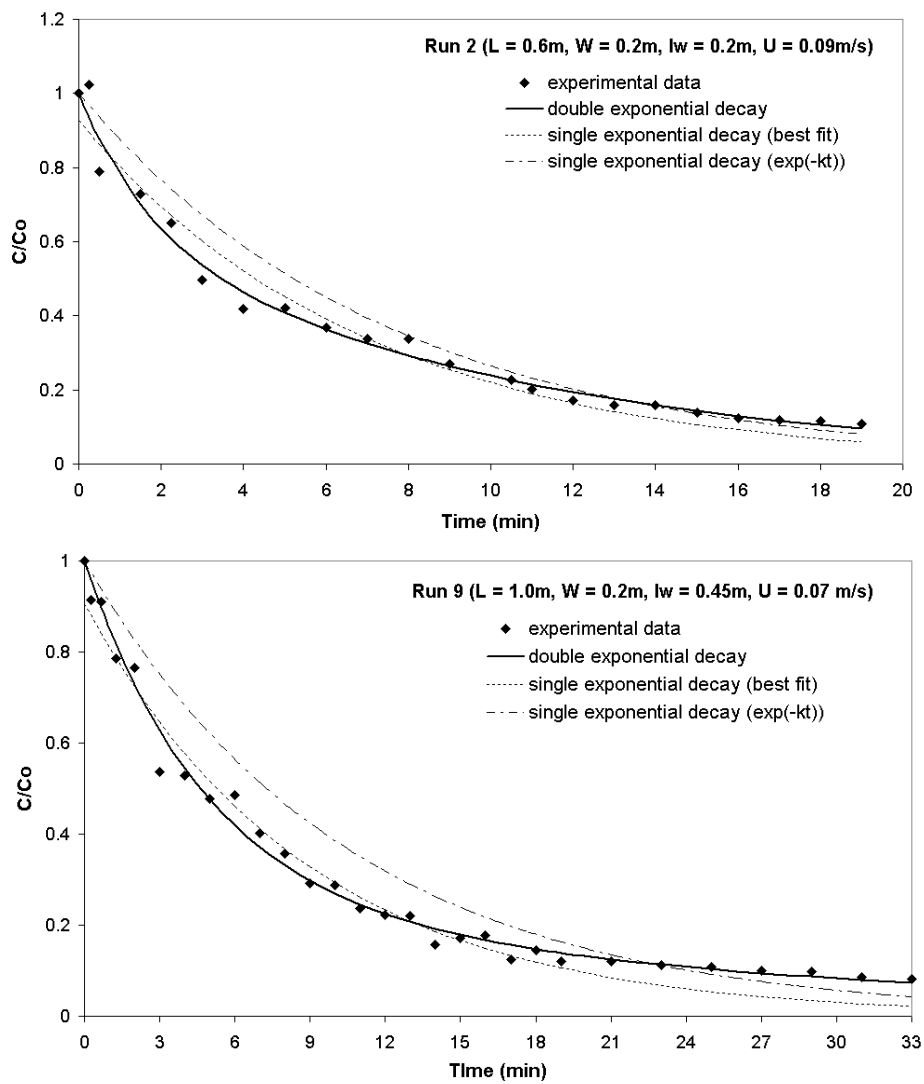 Run 2 (L = 0.6m, W = 0.2m, lw = 0.2m, U = 0.09m/s)
experimental data
double exponential decay
single exponential decay (best fit)
single exponential decay (exp(-kt))
C/Co
1.2
1
0.8
0.6
0.4
0.2
0
0 2 4 6 8 10 12 14 16 18 20
Time (min)
Run 9 (L = 1.0m, W = 0.2m, lw = 0.45m, U = 0.07 m/s)
experimental data
double exponential decay
single exponential decay (best fit)
single exponential decay (exp(-kt))
C/Co
1
0.8
0.6
0.4
0.2
0
0 3 6 9 12 15 18 21 24 27 30 33
TIme (min)